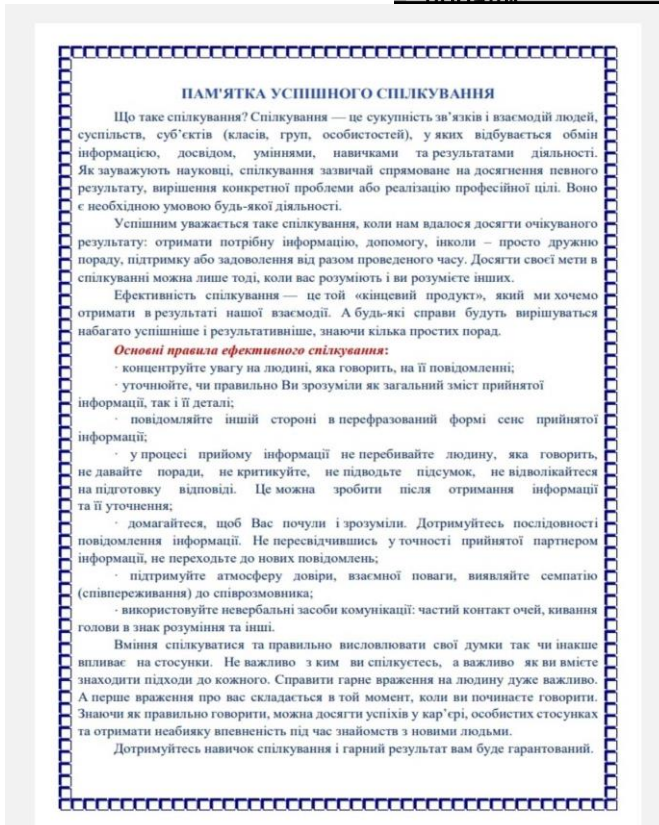 ПАМ'ЯТКА УСПІШНОГО СПІЛКУВАННЯ
Що таке спілкування? Спілкування — це сукупність зв’язків і взаємодій людей,
суспільств, суб’єктів (класів, груп, особистостей), у яких відбувається обмін
інформацією, досвідом, уміннями, навичками та результатами діяльності.
Як зауважують науковці, спілкування зазвичай спрямоване на досягнення певного
результату, вирішення конкретної проблеми або реалізацію професійної цілі. Воно
є необхідною умовою будь-якої діяльності.
Успішним уважається таке спілкування, коли нам вдалося досягти очікуваного
результату: отримати потрібну інформацію, допомогу, інколи – просто дружню
пораду, підтримку або задоволення від разом проведеного часу. Досягти своєї мети в
спілкуванні можна лише тоді, коли вас розуміють і ви розумієте інших.
Ефективність спілкування — це той «кінцевий продукт», який ми хочемо
отримати в результаті нашої взаємодії. А будь-які справи будуть вирішуваться
набагато успішніше і результативніше, знаючи кілька простих порад.
Основні правила ефективного спілкування:
· концентруйте увагу на людині, яка говорить, на її повідомленні;
· уточнюйте, чи правильно Ви зрозуміли як загальний зміст прийнятої
інформації, так і її деталі;
· повідомляйте іншій стороні в перефразований формі сенс прийнятої
інформації;
· у процесі прийому інформації не перебивайте людину, яка говорить,
не давайте поради, не критикуйте, не підводьте підсумок, не відволікайтеся
на підготовку відповіді. Це можна зробити після отримання інформації
та її уточнення;
· домагайтеся, щоб Вас почули і зрозуміли. Дотримуйтесь послідовності
повідомлення інформації. Не пересвідчившись у точності прийнятої партнером
інформації, не переходьте до нових повідомлень;
· підтримуйте атмосферу довіри, взаємної поваги, виявляйте семпатію
(співпереживання) до співрозмовника;
· використовуйте невербальні засоби комунікації: частий контакт очей, кивання
голови в знак розуміння та інші.
Вміння спілкуватися та правильно висловлювати свої думки так чи інакше
впливає на стосунки. Не важливо з ким ви спілкуєтесь, а важливо як ви вмієте
знаходити підходи до кожного. Справити гарне враження на людину дуже важливо.
А перше враження про вас складається в той момент, коли ви починаєте говорити.
Знаючи як правильно говорити, можна досягти успіхів у кар’єрі, особистих стосунках
та отримати неабияку впевненість під час знайомств з новими людьми.
Дотримуйтесь навичок спілкування і гарний результат вам буде гарантований.